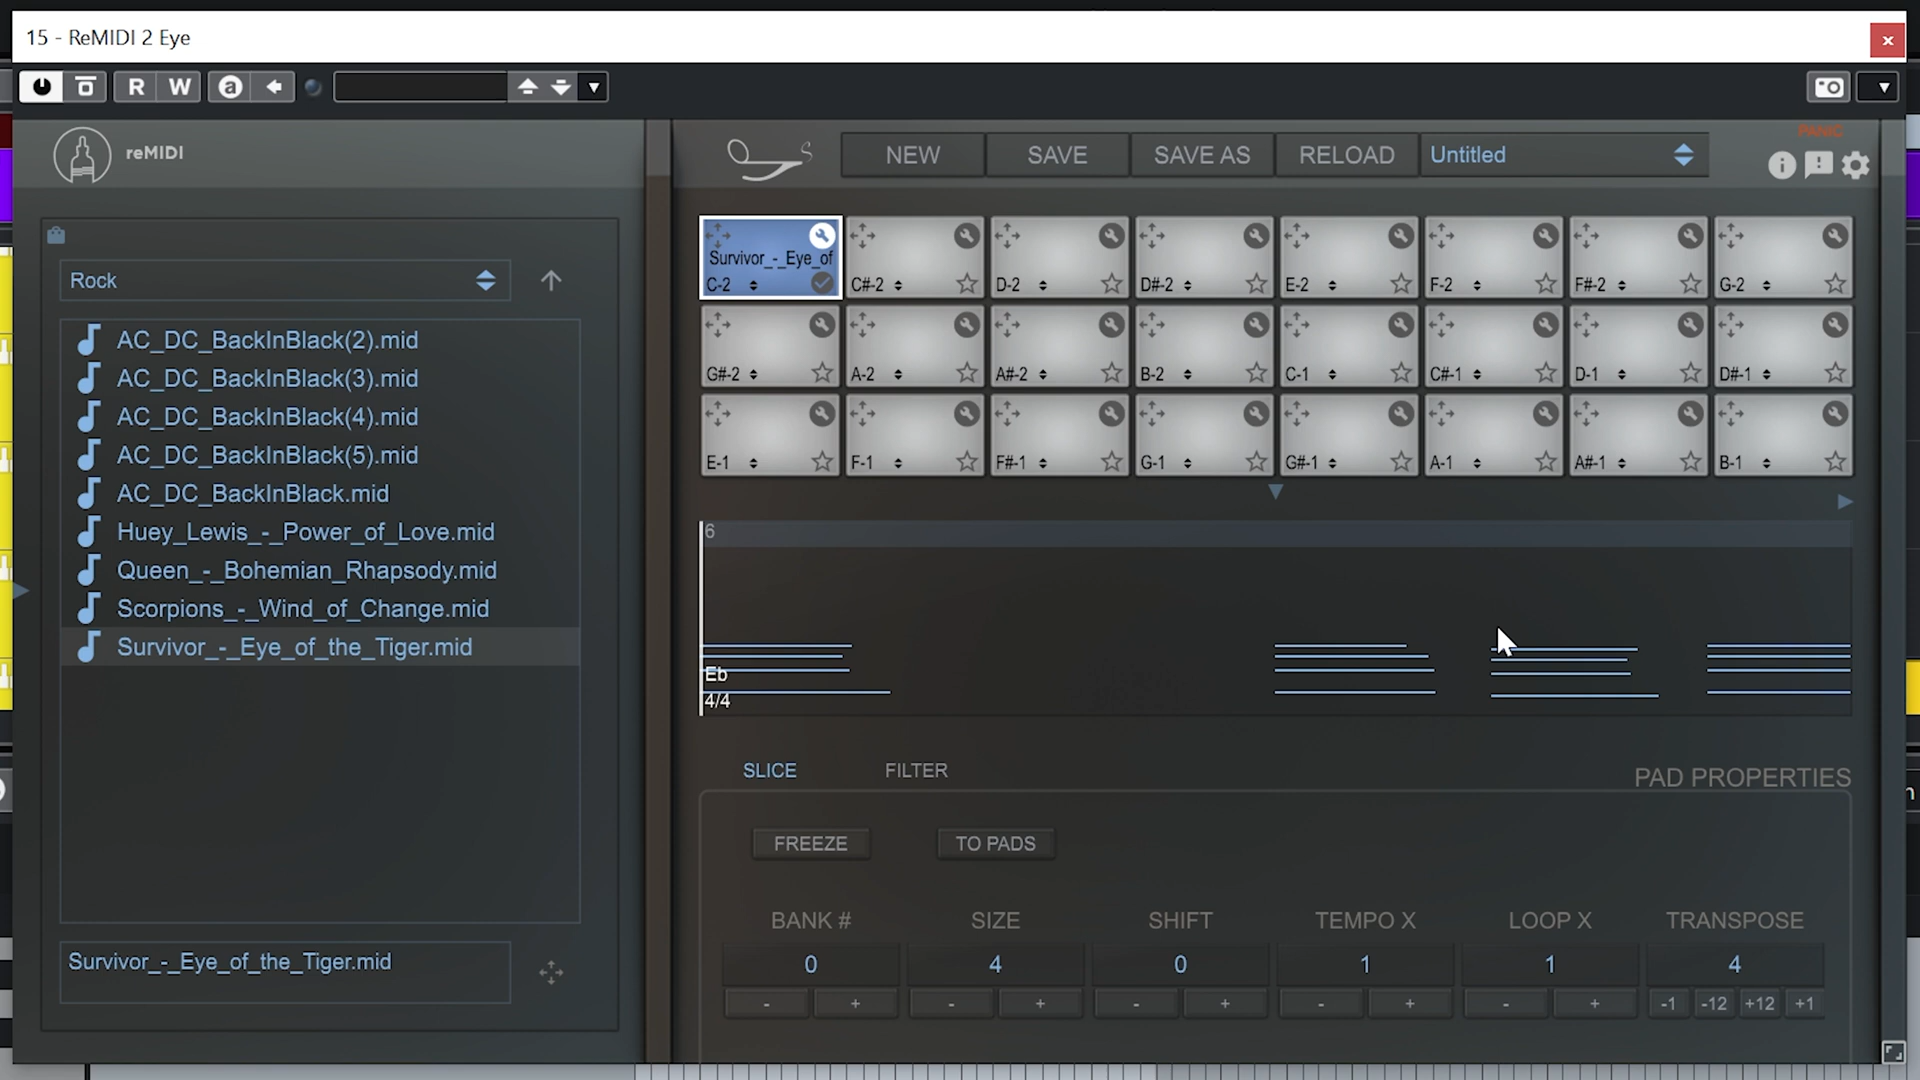 15 - ReMIDI 2 Eye
R W a
reMIDI
NEW SAVE SAVE AS RELOAD Untitled
PANIC
Rock
AC_DC_BackInBlack(2).mid
AC_DC_BackInBlack(3).mid
AC_DC_BackInBlack(4).mid
AC_DC_BackInBlack(5).mid
AC_DC_BackInBlack.mid
Huey_Lewis_-_Power_of_Love.mid
Queen_-_Bohemian_Rhapsody.mid
Scorpions_-_Wind_of_Change.mid
Survivor_-_Eye_of_the_Tiger.mid
Survivor_-_Eye_of_the_Tiger.mid
Survivor_-_Eye_of
C-2 C#-2 D-2 D#-2 E-2 F-2 F#-2 G-2
G#-2 A-2 A#-2 B-2 C-1 C#-1 D-1 D#-1
E-1 F-1 F#-1 G-1 G#-1 A-1 A#-1 B-1
6
Eb
4/4
SLICE FILTER PAD PROPERTIES
FREEZE TO PADS
BANK # SIZE SHIFT TEMPO X LOOP X TRANSPOSE
0 4 0 1 1 4
- + - + - + - + - + -1 -12 +12 +1